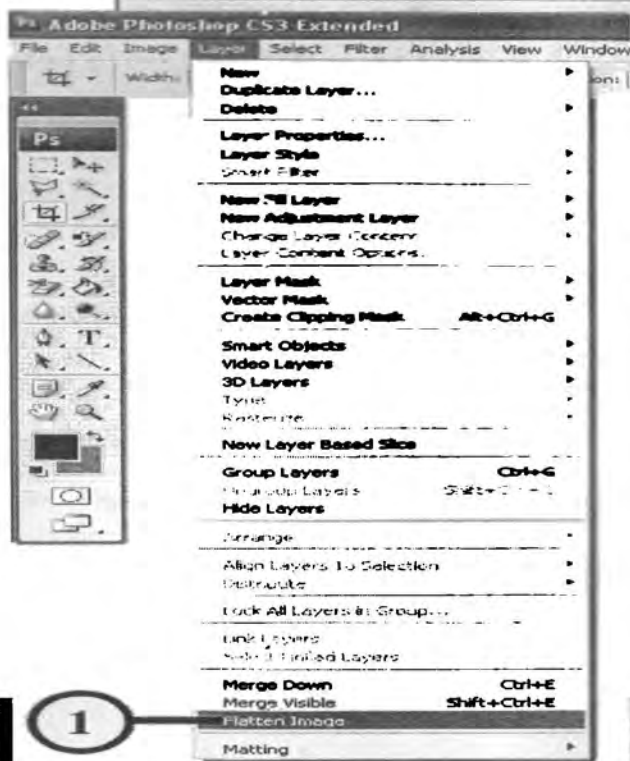 Ps Adobe Photoshop CS3 Extended
File Edit Image Layer Select Filter Analysis View Window
Width:
on:
Ps
T
New
Duplicate Layer...
Delete
Layer Properties...
Layer Style
Smart Filter
New Fill Layer
New Adjustment Layer
Change Layer Content
Layer Content Options...
Layer Mask
Vector Mask
Create Clipping Mask Alt+Ctrl+G
Smart Objects
Video Layers
3D Layers
Type
Rasterize
New Layer Based Slice
Group Layers Ctrl+G
Ungroup Layers
Hide Layers
Arrange
Align Layers To Selection
Distribute
Lock All Layers in Group...
Link Layers
Select Linked Layers
Merge Down Ctrl+E
Merge Visible Shift+Ctrl+E
1 Flatten Image
Matting